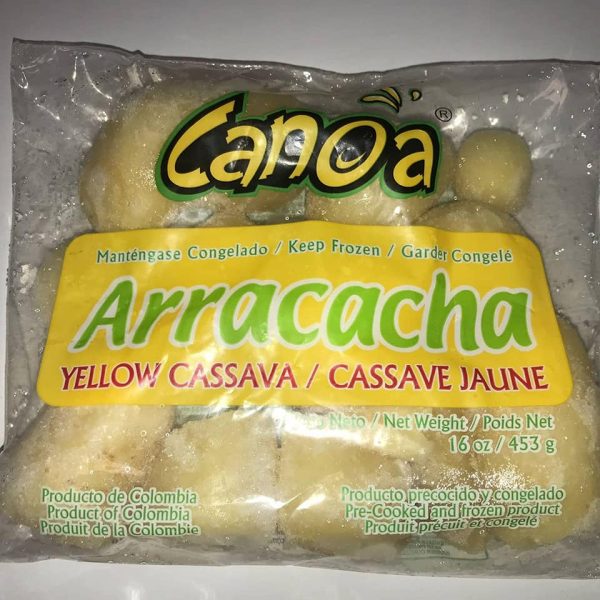 Canoa®
Manténgase Congelado / Keep Frozen / Garder Congelé
Arracacha
YELLOW CASSAVA / CASSAVE JAUNE
Neto / Net Weight / Poids Net
16 oz / 453 g
Producto de Colombia
Product of Colombia
Produit de la Colombie
Producto precocido y congelado
Pre-Cooked and frozen product
Produit précuit et congelé